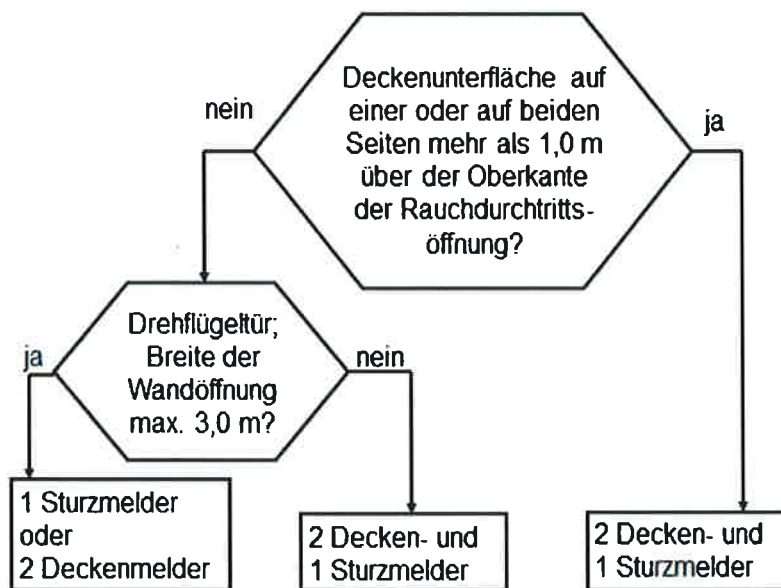 Deckenunterfläche auf
einer oder auf beiden
Seiten mehr als 1,0 m
über der Oberkante
der Rauchdurchtritts-
öffnung?
nein
ja
Drehflügeltür;
Breite der
Wandöffnung
max. 3,0 m?
ja
nein
1 Sturzmelder
oder
2 Deckenmelder
2 Decken- und
1 Sturzmelder
2 Decken- und
1 Sturzmelder